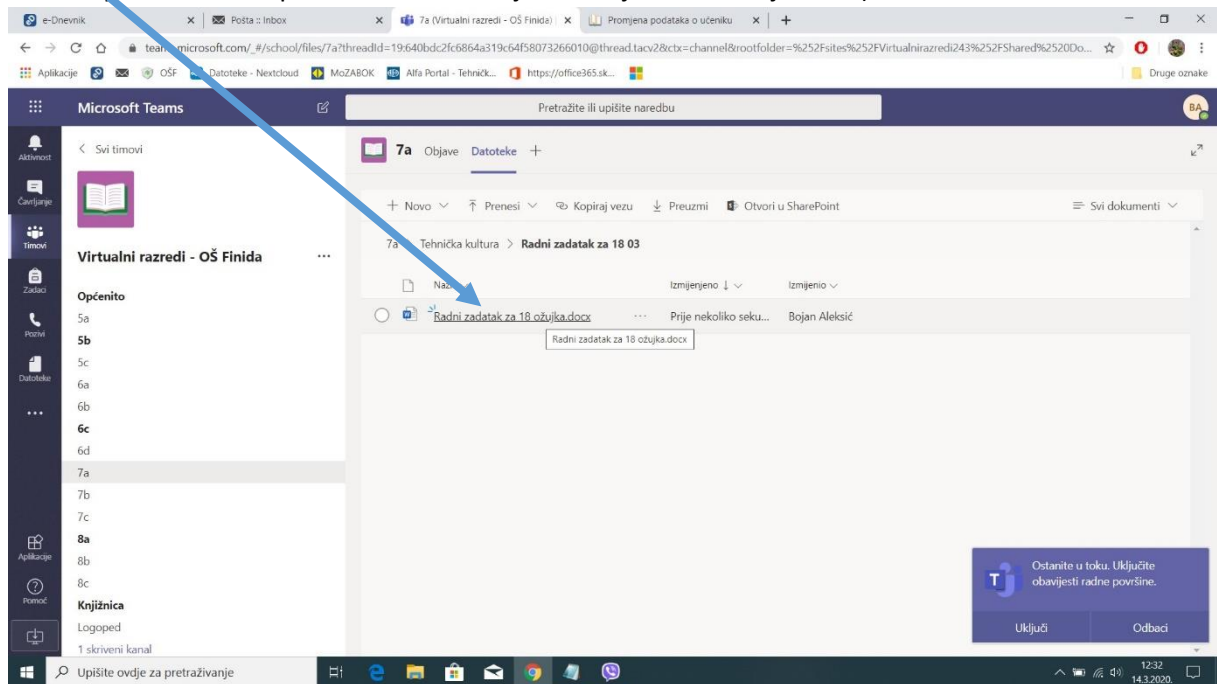 e-Dnevnik
Pošta :: Inbox
7a (Virtualni razredi - OŠ Finida)
Promjena podataka o učeniku
microsoft.com/_#/school/files/7a?threadId=19:640bdc2fc6864a319c64f58073266010@thread.tacv2&ctx=channel&rootfolder=%252Fsites%252FVirtualnirazredi243%252FShared%2520Do...
Aplikacije
OŠF
Datoteke - Nextcloud
MoZABOK
Alfa Portal - Tehničk...
https://office365.sk...
Druge oznake
Microsoft Teams
Pretražite ili upišite naredbu
BA
Aktivnost
Čavrljanje
Timovi
Zadaci
Pozivi
Datoteke
Aplikacije
Pomoć
Svi timovi
Virtualni razredi - OŠ Finida
Općenito
5a
5b
5c
6a
6b
6c
6d
7a
7b
7c
8a
8b
8c
Knjižnica
Logoped
1 skriveni kanal
7a Objave Datoteke +
+ Novo Prenesi Kopiraj vezu Preuzmi Otvori u SharePoint Svi dokumenti
7a > Tehnička kultura > Radni zadatak za 18 03
Izmijenjeno ↓ Izmijenio
Radni zadatak za 18 ožujka.docx ... Prije nekoliko seku... Bojan Aleksić
Radni zadatak za 18 ožujka.docx
Ostanite u toku. Uključite
obavijesti radne površine.
Uključi Odbaci
Upišite ovdje za pretraživanje
12:32
14.3.2020.